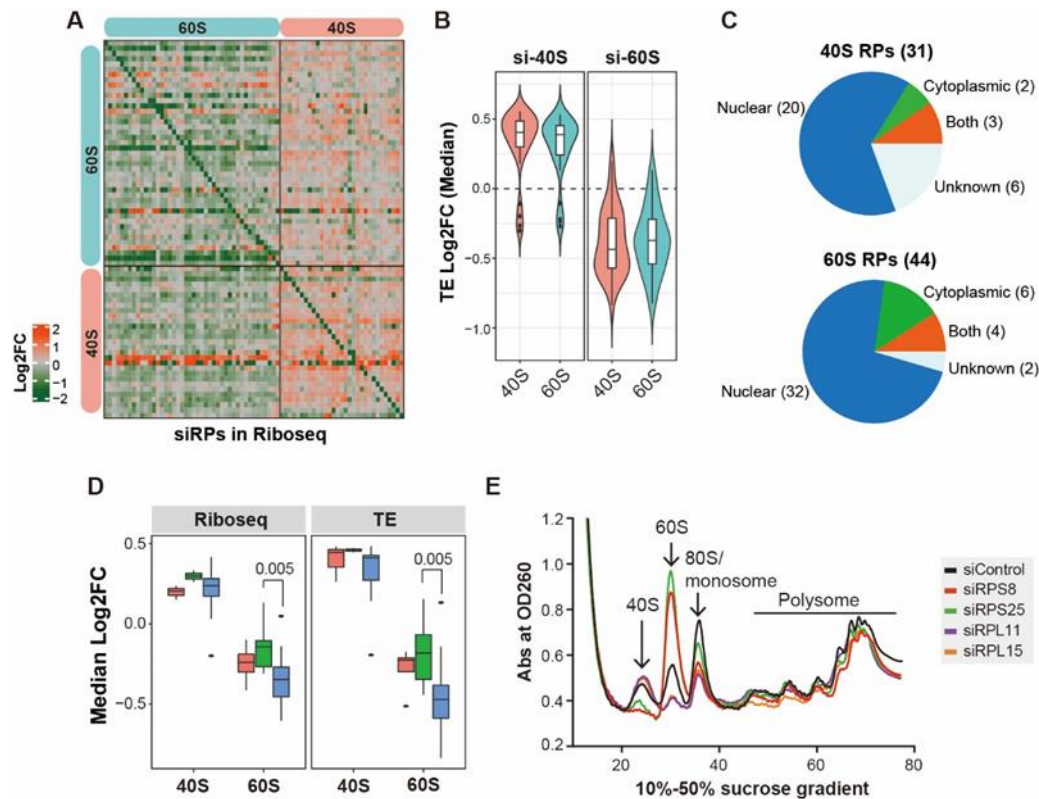 A
60S 40S
60S
40S
Log2FC
2
1
0
−1
−2
siRPs in Riboseq
B
si-40S si-60S
TE Log2FC (Median)
0.5
0.0
−0.5
−1.0
40S 60S 40S 60S
C
40S RPs (31)
Nuclear (20)
Cytoplasmic (2)
Both (3)
Unknown (6)
60S RPs (44)
Cytoplasmic (6)
Both (4)
Unknown (2)
Nuclear (32)
D
Riboseq TE
Median Log2FC
0.5
0.0
−0.5
0.005 0.005
40S 60S 40S 60S
E
Abs at OD260
1.2
1.0
0.8
0.6
0.4
0.2
60S
40S
80S/
monosome
Polysome
20 40 60 80
10%-50% sucrose gradient
siControl
siRPS8
siRPS25
siRPL11
siRPL15